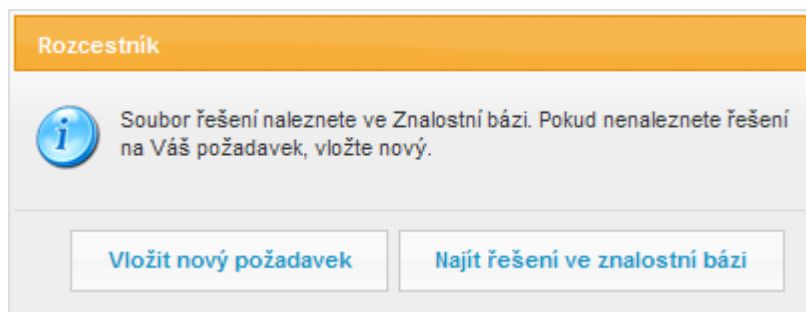 Rozcestník
Soubor řešení naleznete ve Znalostní bázi. Pokud nenaleznete řešení
na Váš požadavek, vložte nový.
Vložit nový požadavek
Najít řešení ve znalostní bázi